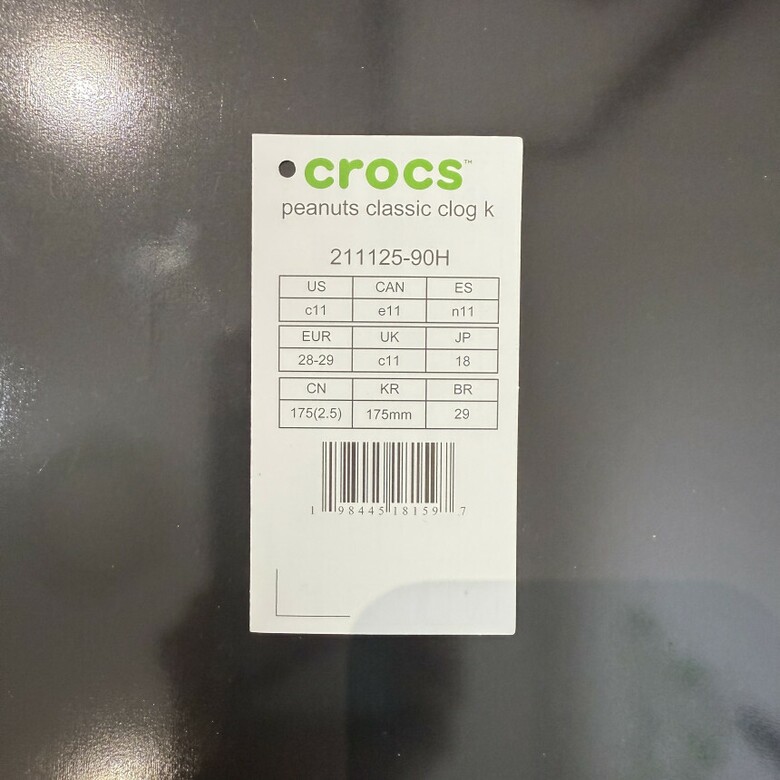 crocs™
peanuts classic clog k
211125-90H
US CAN ES
c11 e11 n11
EUR UK JP
28-29 c11 18
CN KR BR
175(2.5) 175mm 29
1 98445 18159 7